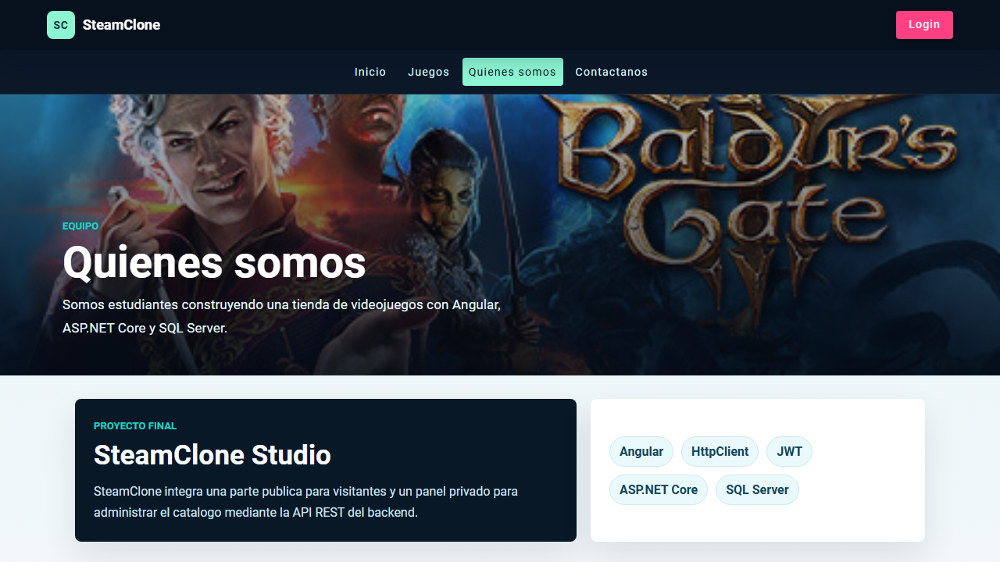 SC SteamClone
Login
Inicio Juegos Quienes somos Contactanos
Baldur's
Gate
III
EQUIPO
Quienes somos
Somos estudiantes construyendo una tienda de videojuegos con Angular,
ASP.NET Core y SQL Server.
PROYECTO FINAL
SteamClone Studio
SteamClone integra una parte publica para visitantes y un panel privado para
administrar el catalogo mediante la API REST del backend.
Angular HttpClient JWT
ASP.NET Core SQL Server